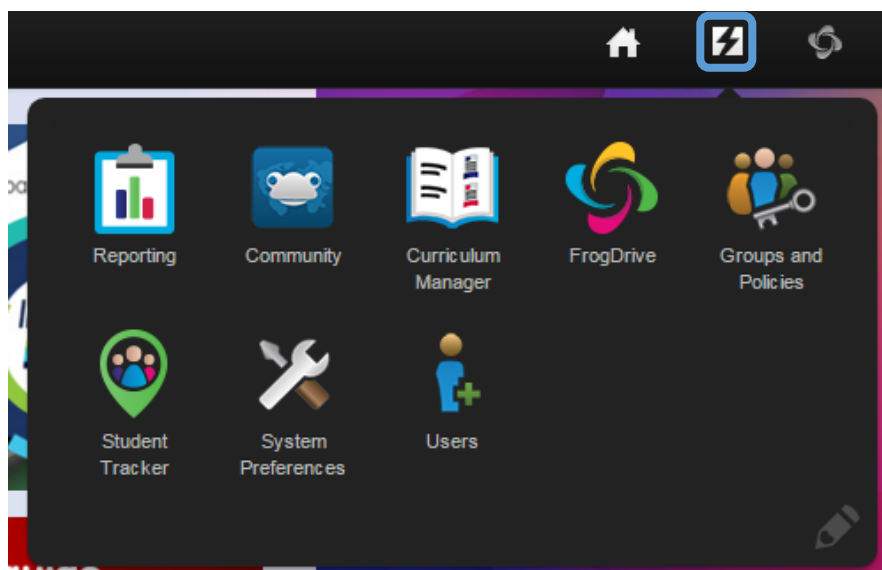 Reporting
Community
Curriculum
Manager
FrogDrive
Groups and
Policies
Student
Tracker
System
Preferences
Users